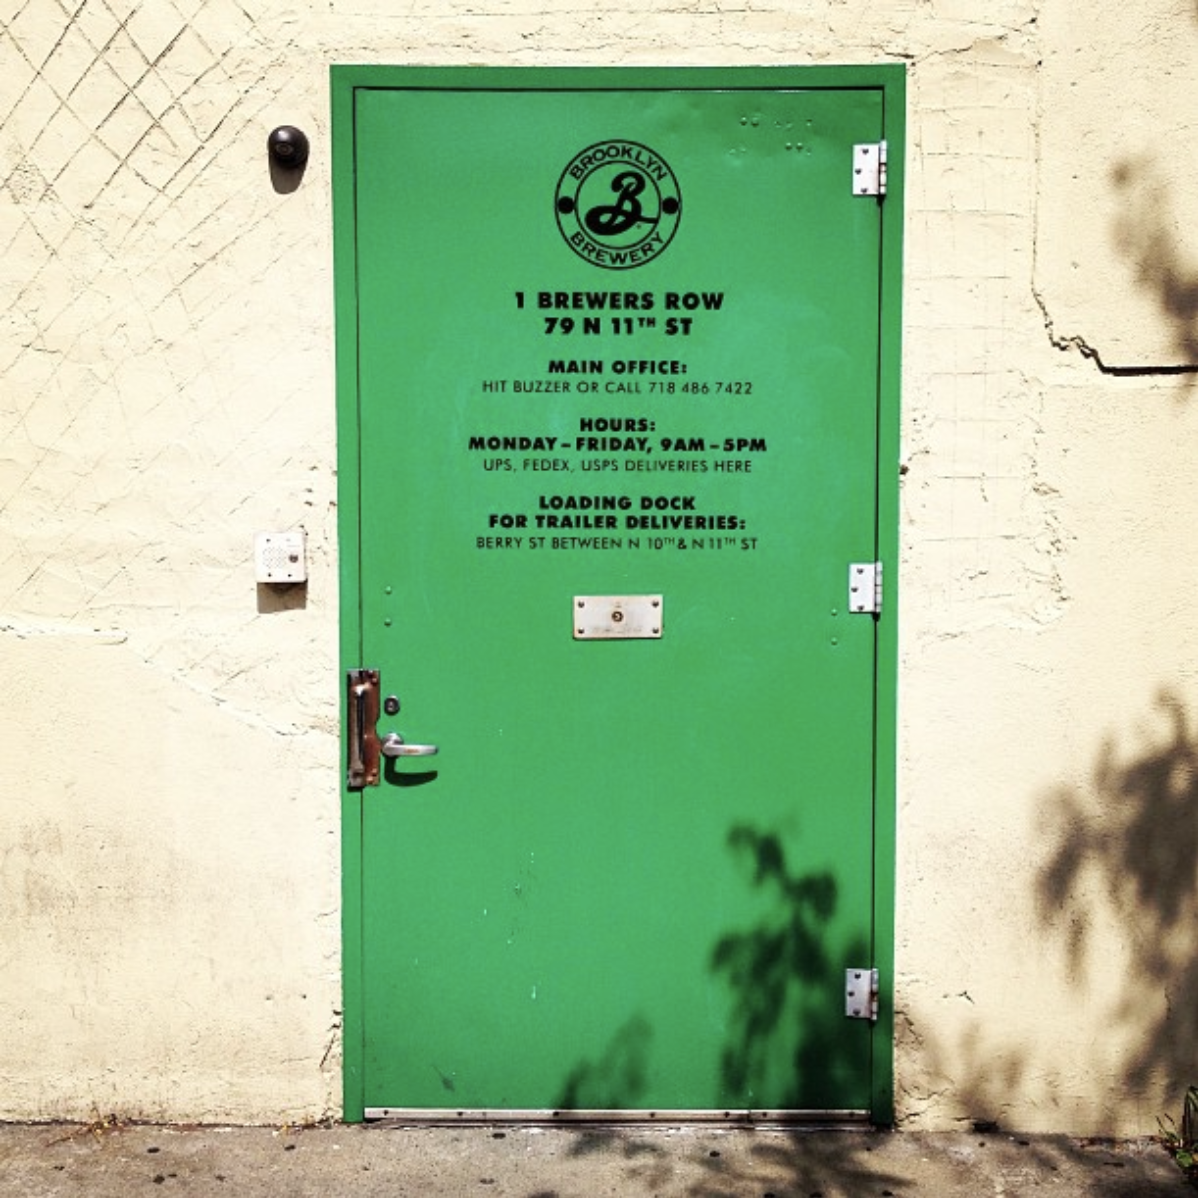 BROOKLYN
B
BREWERY
1 BREWERS ROW
79 N 11TH ST
MAIN OFFICE:
HIT BUZZER OR CALL 718 486 7422
HOURS:
MONDAY – FRIDAY, 9AM – 5PM
UPS, FEDEX, USPS DELIVERIES HERE
LOADING DOCK
FOR TRAILER DELIVERIES:
BERRY ST BETWEEN N 10TH & N 11TH ST